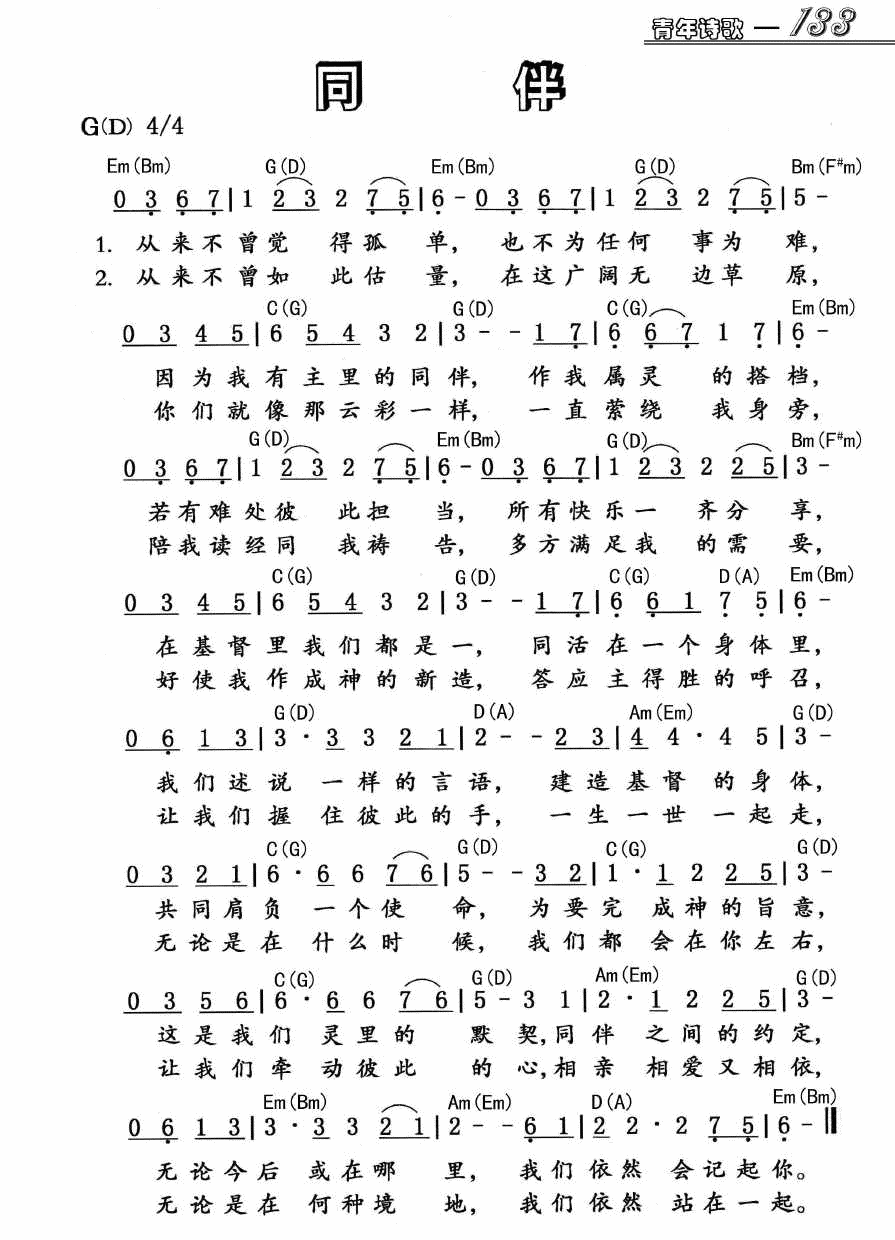 青年诗歌 — 133
同 伴
G(D) 4/4
Em(Bm) G(D) Em(Bm) G(D) Bm(F#m)
0 3 6 7 | 1 2 3 2 7 5 | 6 - 0 3 6 7 | 1 2 3 2 7 5 | 5 -
1. 从来不曾觉 得孤 单, 也不为任何 事为 难,
2. 从来不曾如 此估 量, 在这广阔无 边草 原,
C(G) G(D) C(G) Em(Bm)
0 3 4 5 | 6 5 4 3 2 | 3 - - 1 7 | 6 6 7 1 7 | 6 -
因为我有主里的同伴, 作我属灵 的搭档,
你们就像那云彩一样, 一直萦绕 我身旁,
G(D) Em(Bm) G(D) Bm(F#m)
0 3 6 7 | 1 2 3 2 7 5 | 6 - 0 3 6 7 | 1 2 3 2 2 5 | 3 -
若有难处彼 此担 当, 所有快乐一 齐分 享,
陪我读经同 我祷 告, 多方满足我 的需 要,
C(G) G(D) C(G) D(A) Em(Bm)
0 3 4 5 | 6 5 4 3 2 | 3 - - 1 7 | 6 6 1 7 5 | 6 -
在基督里我们都是一, 同活在一个身体里,
好使我作成神的新造, 答应主得胜的呼召,
G(D) D(A) Am(Em) G(D)
0 6 1 3 | 3 · 3 3 2 1 | 2 - - 2 3 | 4 4 · 4 5 | 3 -
我们述说 一样的言语, 建造基督 的身体,
让我们握 住彼此的手, 一生一世 一起走,
C(G) G(D) C(G) G(D)
0 3 2 1 | 6 · 6 6 7 6 | 5 - - 3 2 | 1 · 1 2 2 5 | 3 -
共同肩负 一个使 命, 为要完 成神的旨意,
无论是在 什么时 候, 我们都 会在你左右,
C(G) G(D) Am(Em) G(D)
0 3 5 6 | 6 · 6 6 7 6 | 5 - 3 1 | 2 · 1 2 2 5 | 3 -
这是我们 灵里的 默 契,同伴 之间的约定,
让我们牵 动彼此 的 心,相亲 相爱又相依,
Em(Bm) Am(Em) D(A) Em(Bm)
0 6 1 3 | 3 · 3 3 2 1 | 2 - - 6 1 | 2 2 · 2 7 5 | 6 - ‖
无论今后 或在哪 里, 我们依然 会记起你。
无论是在 何种境 地, 我们依然 站在一起。